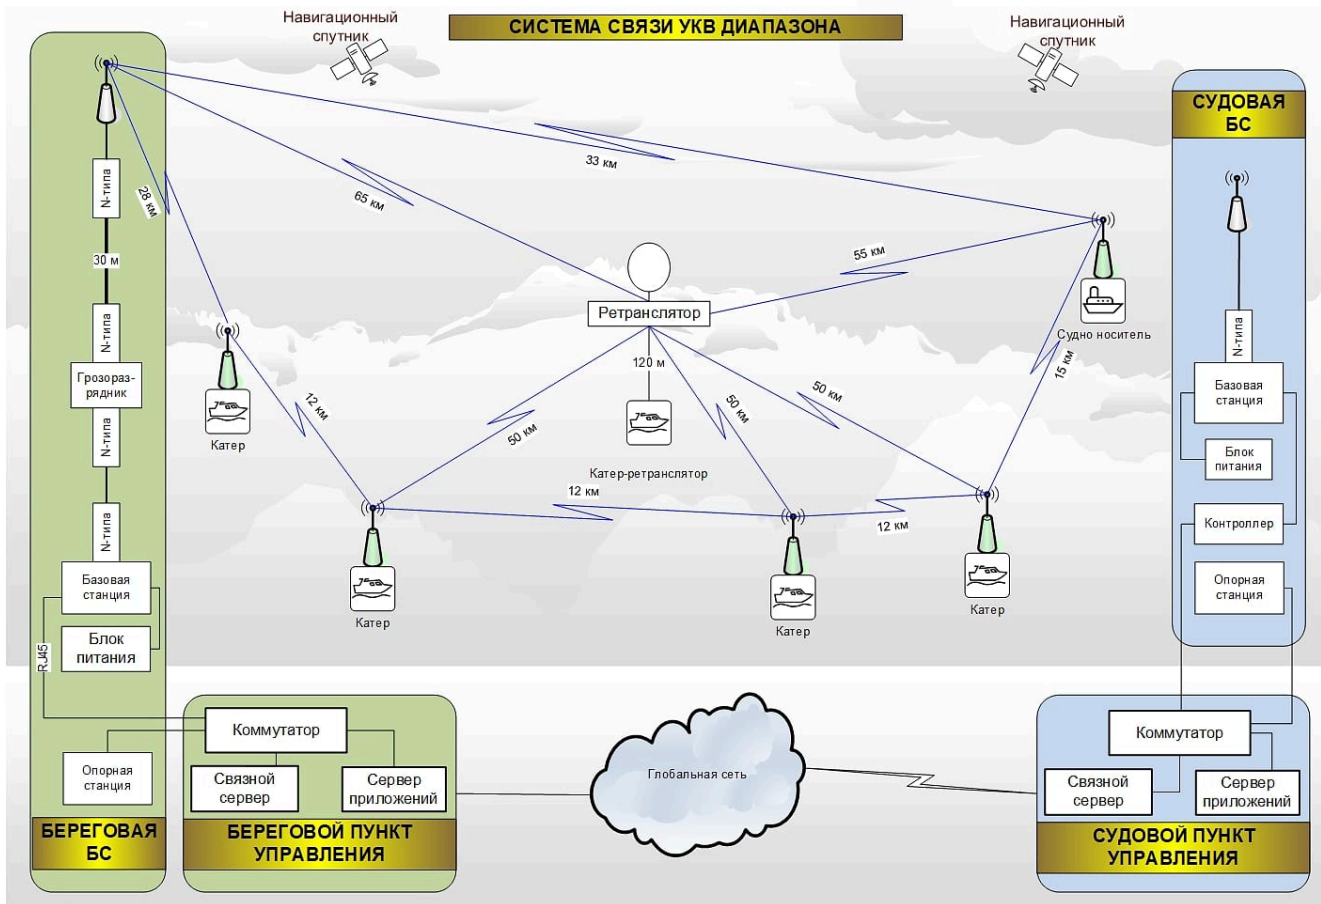 СИСТЕМА СВЯЗИ УКВ ДИАПАЗОНА
Навигационный
спутник
Навигационный
спутник
N-типа
30 м
N-типа
Грозораз-
рядник
N-типа
N-типа
Базовая
станция
Блок
питания
RJ45
Опорная
станция
БЕРЕГОВАЯ
БС
28 км
65 км
33 км
55 км
Ретранслятор
120 м
Катер-ретранслятор
Судно носитель
15 км
12 км
50 км
50 км
50 км
12 км
12 км
Катер
Катер
Катер
Катер
СУДОВАЯ
БС
N-типа
Базовая
станция
Блок
питания
Контроллер
Опорная
станция
Коммутатор
Связной
сервер
Сервер
приложений
БЕРЕГОВОЙ ПУНКТ
УПРАВЛЕНИЯ
Глобальная сеть
Коммутатор
Связной
сервер
Сервер
приложений
СУДОВОЙ ПУНКТ
УПРАВЛЕНИЯ